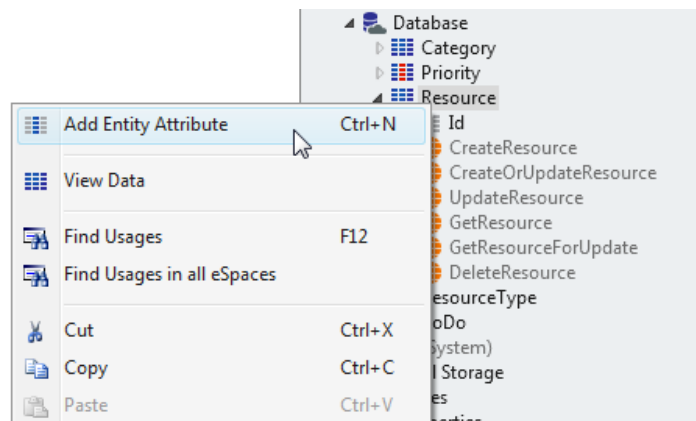 Database
Category
Priority
Resource
Add Entity Attribute Ctrl+N
Id
CreateResource
View Data
CreateOrUpdateResource
UpdateResource
Find Usages F12
GetResource
GetResourceForUpdate
Find Usages in all eSpaces
DeleteResource
esourceType
Cut Ctrl+X
oDo
ystem)
Copy Ctrl+C
l Storage
Paste Ctrl+V
es